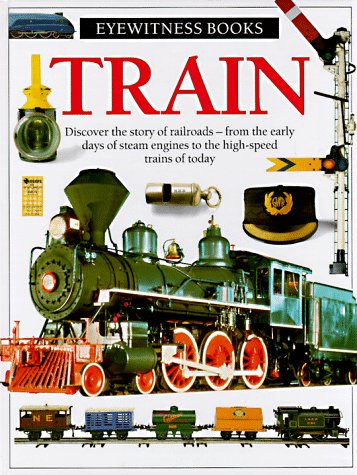 EYEWITNESS BOOKS
TRAIN
Discover the story of railroads – from the early
days of steam engines to the high-speed
trains of today
N E